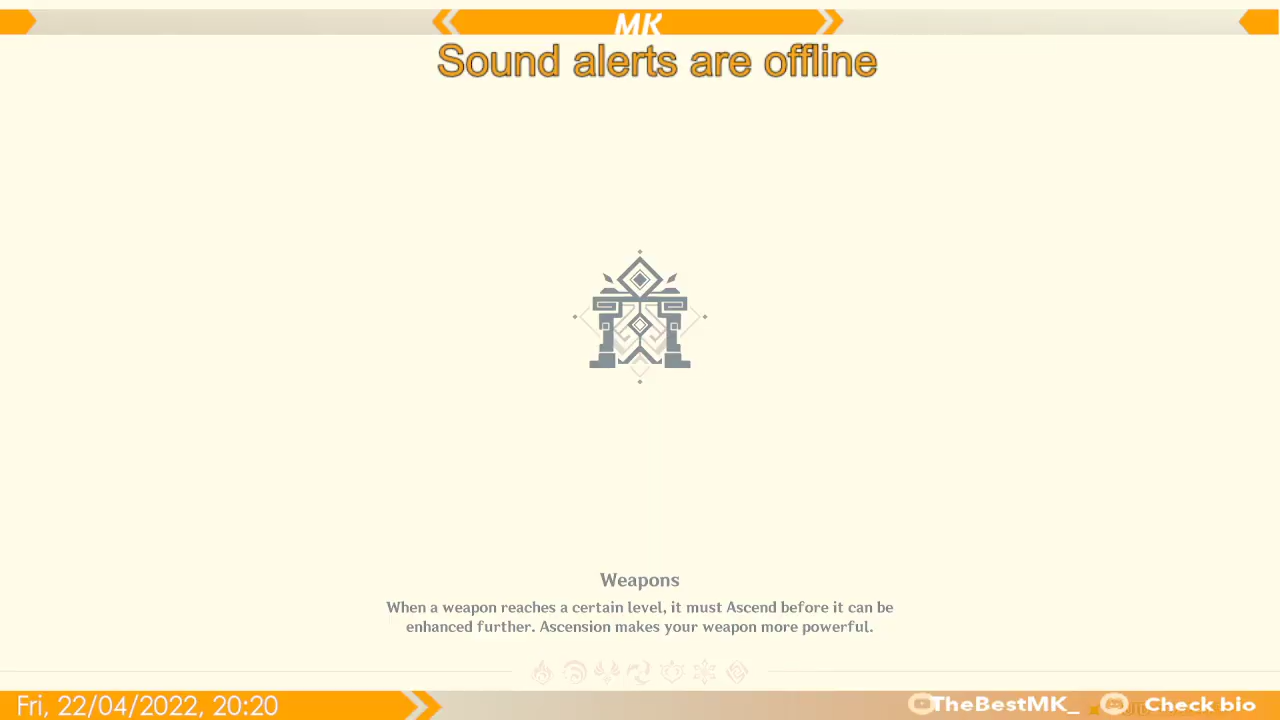 MK
Sound alerts are offline
Weapons
When a weapon reaches a certain level, it must Ascend before it can be
enhanced further. Ascension makes your weapon more powerful.
Fri, 22/04/2022, 20:20
TheBestMK_
Check bio